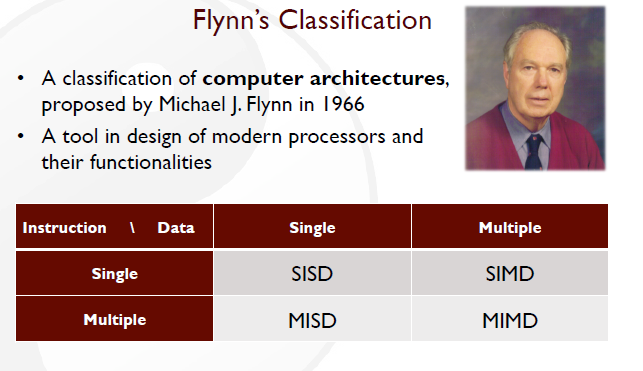 Flynn's Classification
• A classification of computer architectures,
proposed by Michael J. Flynn in 1966
• A tool in design of modern processors and
their functionalities
Instruction \ Data Single Multiple
Single SISD SIMD
Multiple MISD MIMD